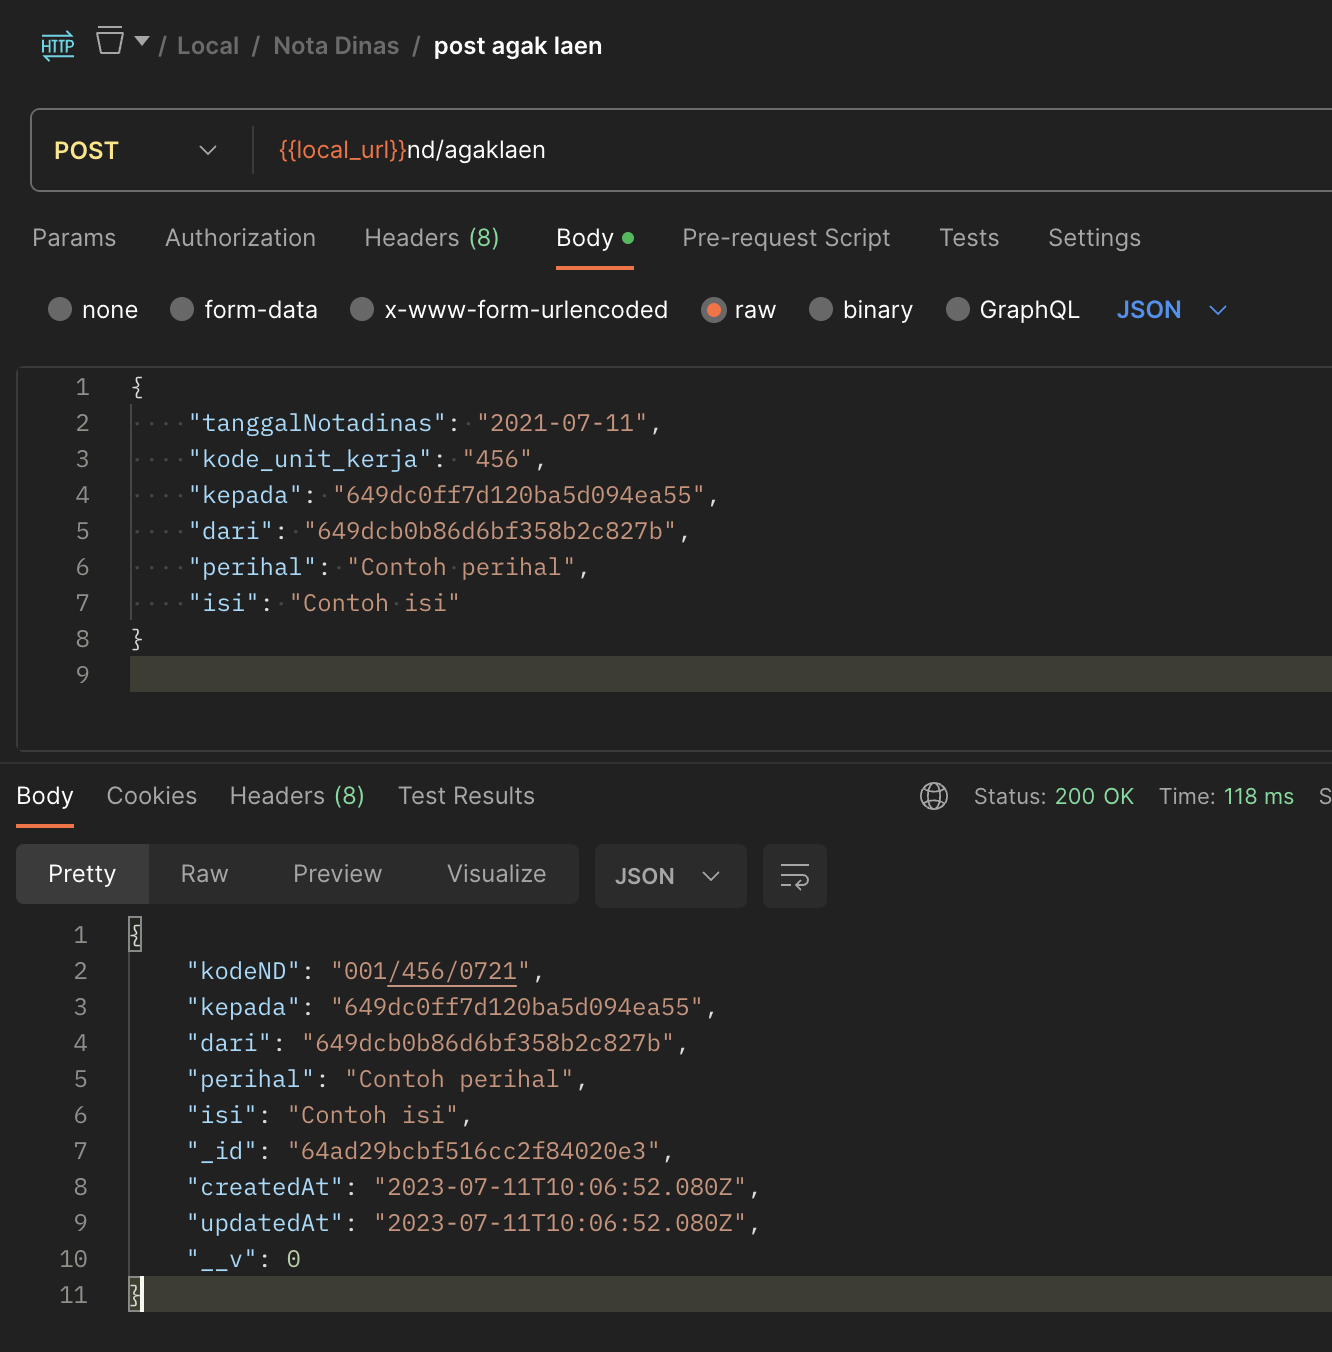 HTTP / Local / Nota Dinas / post agak laen
POST {{local_url}}nd/agaklaen
Params Authorization Headers (8) Body Pre-request Script Tests Settings
none form-data x-www-form-urlencoded raw binary GraphQL JSON
1 {
2 "tanggalNotadinas": "2021-07-11",
3 "kode_unit_kerja": "456",
4 "kepada": "649dc0ff7d120ba5d094ea55",
5 "dari": "649dcb0b86d6bf358b2c827b",
6 "perihal": "Contoh perihal",
7 "isi": "Contoh isi"
8 }
9
Body Cookies Headers (8) Test Results Status: 200 OK Time: 118 ms S
Pretty Raw Preview Visualize JSON
1 {
2 "kodeND": "001/456/0721",
3 "kepada": "649dc0ff7d120ba5d094ea55",
4 "dari": "649dcb0b86d6bf358b2c827b",
5 "perihal": "Contoh perihal",
6 "isi": "Contoh isi",
7 "_id": "64ad29bcbf516cc2f84020e3",
8 "createdAt": "2023-07-11T10:06:52.080Z",
9 "updatedAt": "2023-07-11T10:06:52.080Z",
10 "__v": 0
11 }